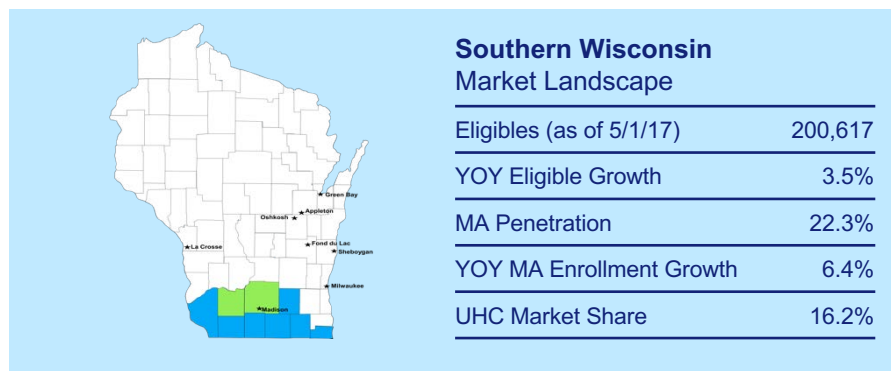 Southern Wisconsin
Market Landscape
Eligibles (as of 5/1/17) 200,617
YOY Eligible Growth 3.5%
MA Penetration 22.3%
YOY MA Enrollment Growth 6.4%
UHC Market Share 16.2%
Green Bay
Appleton
Oshkosh
La Crosse
Fond du Lac
Sheboygan
Milwaukee
Madison